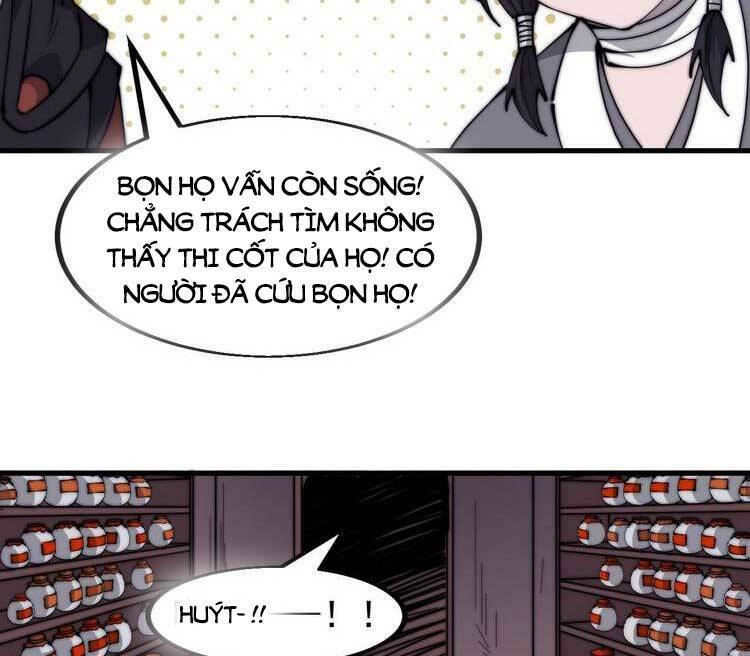 BỌN HỌ VẪN CÒN SỐNG!
CHẲNG TRÁCH TÌM KHÔNG
THẤY THI CỐT CỦA HỌ! CÓ
NGƯỜI ĐÃ CỨU BỌN HỌ!
HUÝT-!! ——! !